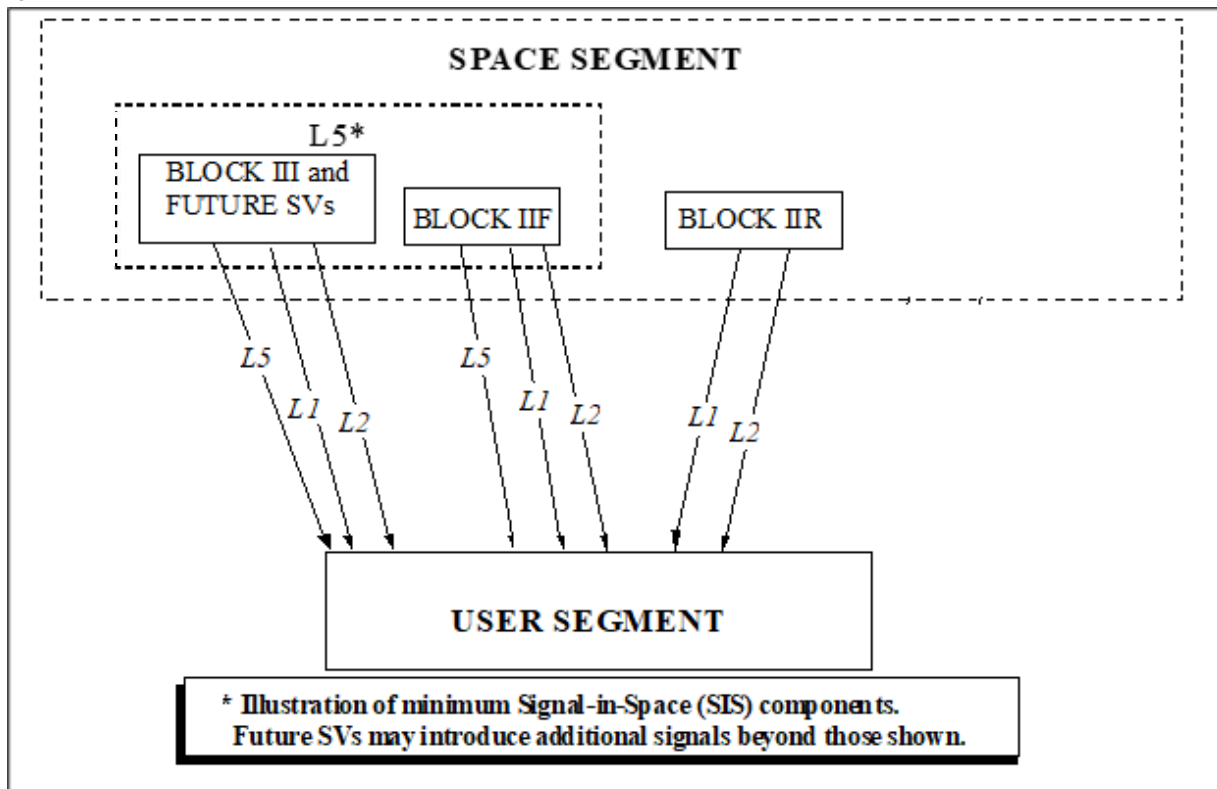 SPACE SEGMENT
L5*
BLOCK III and
FUTURE SVs
BLOCK IIF
BLOCK IIR
L5
L1
L2
L5
L1
L2
L1
L2
USER SEGMENT
* Illustration of minimum Signal-in-Space (SIS) components.
Future SVs may introduce additional signals beyond those shown.